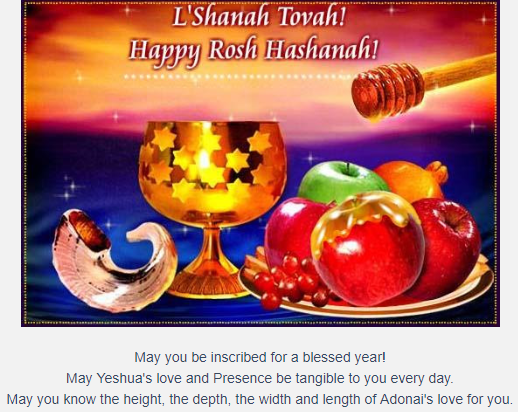 L'Shanah Tovah!
Happy Rosh Hashanah!
May you be inscribed for a blessed year!
May Yeshua's love and Presence be tangible to you every day.
May you know the height, the depth, the width and length of Adonai's love for you.